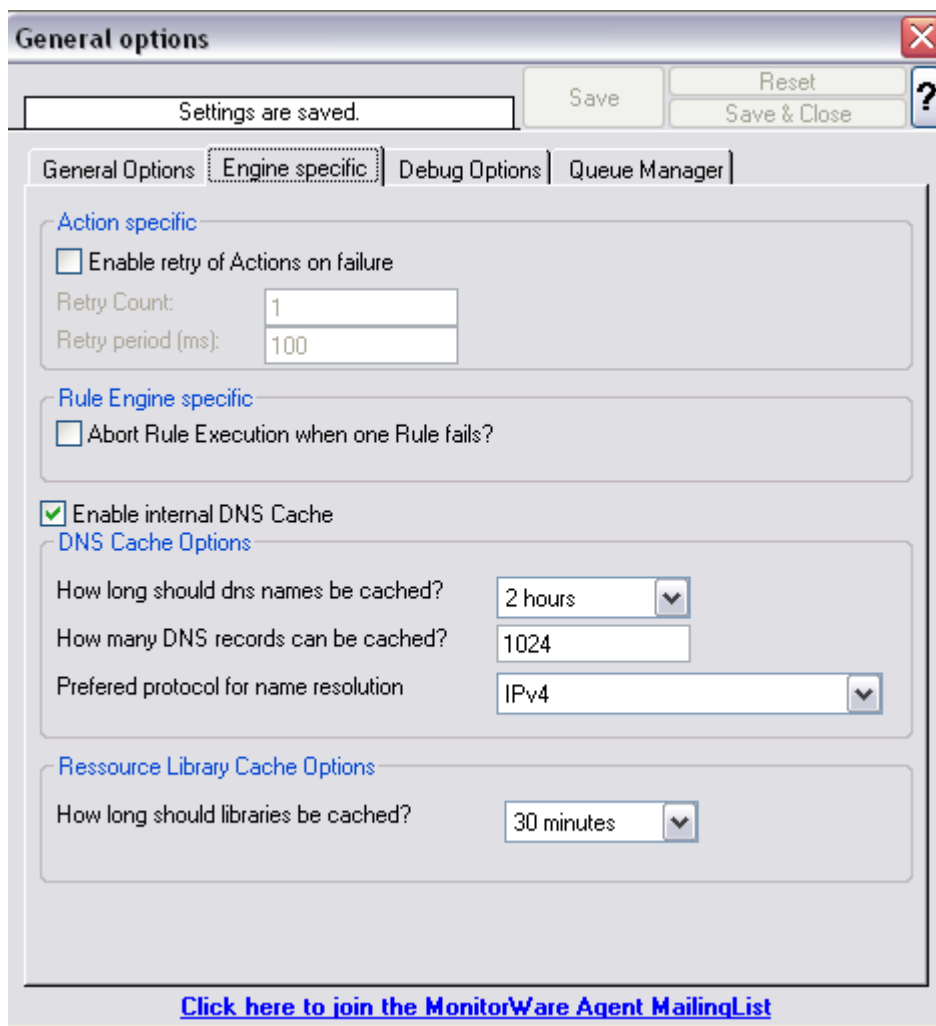 General options
Settings are saved.
Save
Reset
Save & Close
?
General Options
Engine specific
Debug Options
Queue Manager
Action specific
Enable retry of Actions on failure
Retry Count:
1
Retry period (ms):
100
Rule Engine specific
Abort Rule Execution when one Rule fails?
Enable internal DNS Cache
DNS Cache Options
How long should dns names be cached?
2 hours
How many DNS records can be cached?
1024
Prefered protocol for name resolution
IPv4
Ressource Library Cache Options
How long should libraries be cached?
30 minutes
Click here to join the MonitorWare Agent MailingList